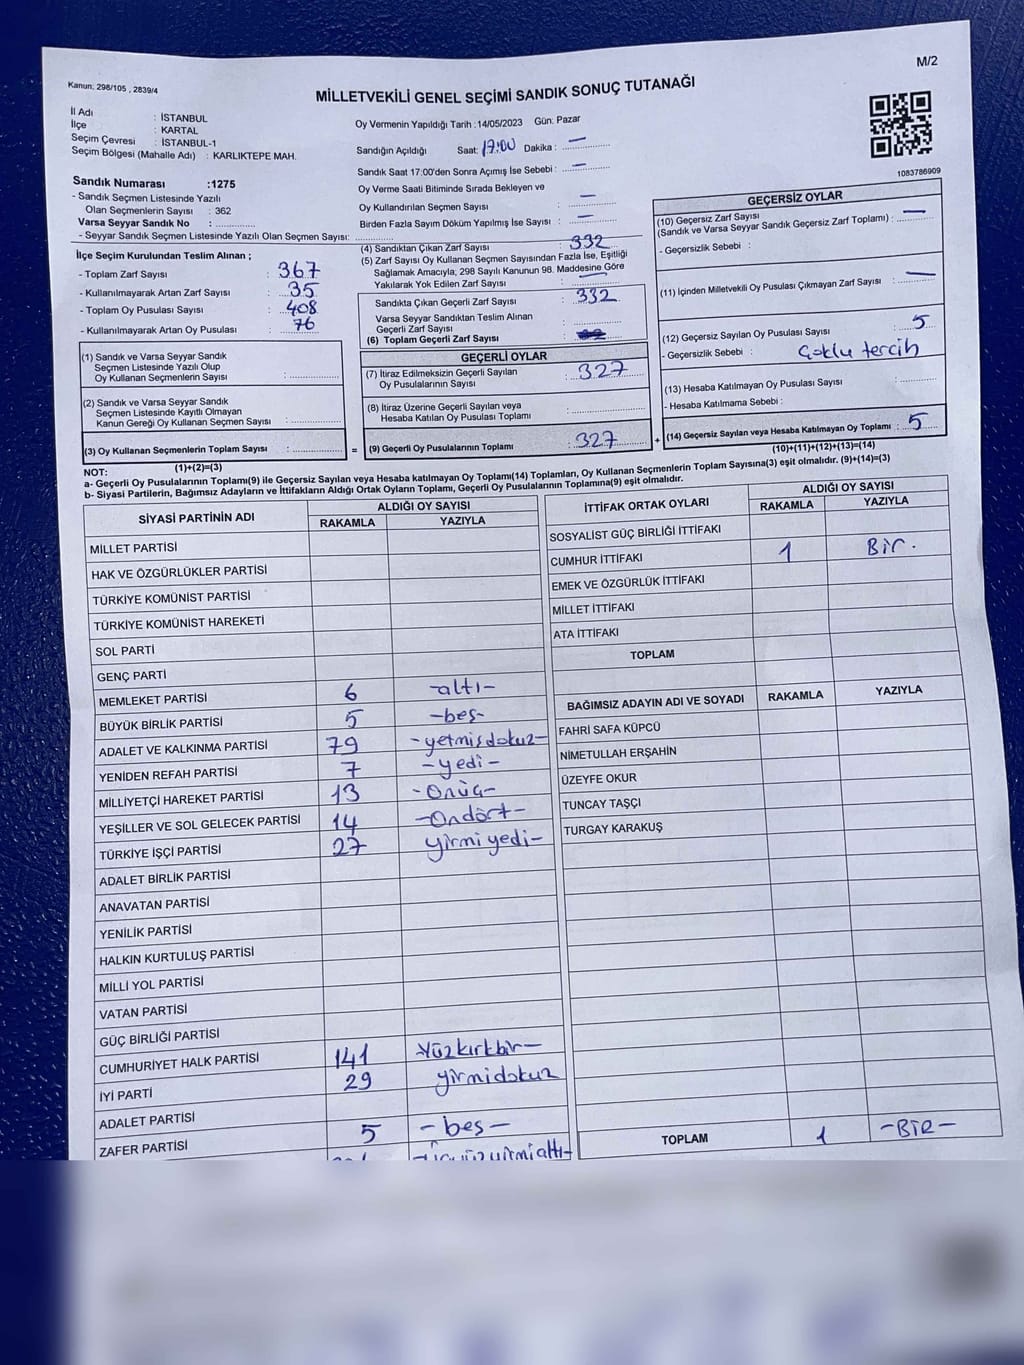 M/2
Kanun: 298/105 , 2839/4
MİLLETVEKİLİ GENEL SEÇİMİ SANDIK SONUÇ TUTANAĞI
İl Adı : İSTANBUL
İlçe : KARTAL
Seçim Çevresi : İSTANBUL-1
Seçim Bölgesi (Mahalle Adı) : KARLIKTEPE MAH.
Sandık Numarası :1275
- Sandık Seçmen Listesinde Yazılı
Olan Seçmenlerin Sayısı : 362
Varsa Seyyar Sandık No :
- Seyyar Sandık Seçmen Listesinde Yazılı Olan Seçmen Sayısı:
Oy Vermenin Yapıldığı Tarih :14/05/2023 Gün: Pazar
Sandığın Açıldığı Saat: 17:00 Dakika : —
Sandık Saat 17:00'den Sonra Açımış İse Sebebi : —
Oy Verme Saati Bitiminde Sırada Bekleyen ve
Oy Kullandırılan Seçmen Sayısı : —
Birden Fazla Sayım Döküm Yapılmış İse Sayısı : —
1083786909
İlçe Seçim Kurulundan Teslim Alınan ;
- Toplam Zarf Sayısı : 367
- Kullanılmayarak Artan Zarf Sayısı : 35
- Toplam Oy Pusulası Sayısı : 408
- Kullanılmayarak Artan Oy Pusulası : 76
(1) Sandık ve Varsa Seyyar Sandık
Seçmen Listesinde Yazılı Olup
Oy Kullanan Seçmenlerin Sayısı :
(2) Sandık ve Varsa Seyyar Sandık
Seçmen Listesinde Kayıtlı Olmayan
Kanun Gereği Oy Kullanan Seçmen Sayısı :
(3) Oy Kullanan Seçmenlerin Toplam Sayısı :
(1)+(2)=(3)
(4) Sandıktan Çıkan Zarf Sayısı : 332
(5) Zarf Sayısı Oy Kullanan Seçmen Sayısından Fazla İse, Eşitliği
Sağlamak Amacıyla, 298 Sayılı Kanunun 98. Maddesine Göre
Yakılarak Yok Edilen Zarf Sayısı : —
Sandıkta Çıkan Geçerli Zarf Sayısı : 332
Varsa Seyyar Sandıktan Teslim Alınan
Geçerli Zarf Sayısı :
(6) Toplam Geçerli Zarf Sayısı :
GEÇERLİ OYLAR
(7) İtiraz Edilmeksizin Geçerli Sayılan
Oy Pusulalarının Sayısı : 327
(8) İtiraz Üzerine Geçerli Sayılan veya
Hesaba Katılan Oy Pusulası Toplamı :
= (9) Geçerli Oy Pusulalarının Toplamı : 327
GEÇERSİZ OYLAR
(10) Geçersiz Zarf Sayısı
(Sandık ve Varsa Seyyar Sandık Geçersiz Zarf Toplamı) : —
- Geçersizlik Sebebi :
(11) İçinden Milletvekili Oy Pusulası Çıkmayan Zarf Sayısı : —
(12) Geçersiz Sayılan Oy Pusulası Sayısı : 5
- Geçersizlik Sebebi : Çoklu tercih
(13) Hesaba Katılmayan Oy Pusulası Sayısı :
- Hesaba Katılmama Sebebi :
+ (14) Geçersiz Sayılan veya Hesaba Katılmayan Oy Toplamı : 5
(10)+(11)+(12)+(13)=(14)
NOT:
a- Geçerli Oy Pusulalarının Toplamı(9) ile Geçersiz Sayılan veya Hesaba katılmayan Oy Toplamı(14) Toplamları, Oy Kullanan Seçmenlerin Toplam Sayısına(3) eşit olmalıdır. (9)+(14)=(3)
b- Siyasi Partilerin, Bağımsız Adayların ve İttifakların Aldığı Ortak Oyların Toplamı, Geçerli Oy Pusulalarının Toplamına(9) eşit olmalıdır.
SİYASİ PARTİNİN ADI ALDIĞI OY SAYISI
RAKAMLA YAZIYLA
MİLLET PARTİSİ
HAK VE ÖZGÜRLÜKLER PARTİSİ
TÜRKİYE KOMÜNİST PARTİSİ
TÜRKİYE KOMÜNİST HAREKETİ
SOL PARTİ
GENÇ PARTİ
MEMLEKET PARTİSİ 6 -altı-
BÜYÜK BİRLİK PARTİSİ 5 -beş-
ADALET VE KALKINMA PARTİSİ 79 -yetmişdokuz-
YENİDEN REFAH PARTİSİ 7 -yedi-
MİLLİYETÇİ HAREKET PARTİSİ 13 -Onüç-
YEŞİLLER VE SOL GELECEK PARTİSİ 14 -Ondört-
TÜRKİYE İŞÇİ PARTİSİ 27 yirmiyedi-
ADALET BİRLİK PARTİSİ
ANAVATAN PARTİSİ
YENİLİK PARTİSİ
HALKIN KURTULUŞ PARTİSİ
MİLLİ YOL PARTİSİ
VATAN PARTİSİ
GÜÇ BİRLİĞİ PARTİSİ
CUMHURİYET HALK PARTİSİ 141 Yüzkırkbir-
İYİ PARTİ 29 yirmidokuz
ADALET PARTİSİ
ZAFER PARTİSİ 5 -beş-
İTTİFAK ORTAK OYLARI ALDIĞI OY SAYISI
RAKAMLA YAZIYLA
SOSYALİST GÜÇ BİRLİĞİ İTTİFAKI
CUMHUR İTTİFAKI 1 Bir.
EMEK VE ÖZGÜRLÜK İTTİFAKI
MİLLET İTTİFAKI
ATA İTTİFAKI
TOPLAM
BAĞIMSIZ ADAYIN ADI VE SOYADI RAKAMLA YAZIYLA
FAHRİ SAFA KÜPCÜ
NİMETULLAH ERŞAHİN
ÜZEYFE OKUR
TUNCAY TAŞÇI
TURGAY KARAKUŞ
TOPLAM 1 -BİR-